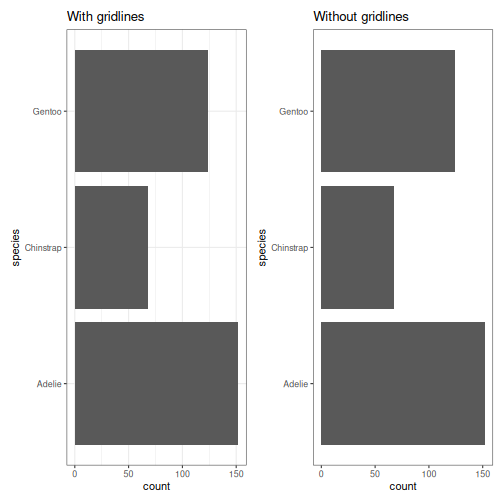 With gridlines
species
Gentoo
Chinstrap
Adelie
0 50 100 150
count
Without gridlines
species
Gentoo
Chinstrap
Adelie
0 50 100 150
count